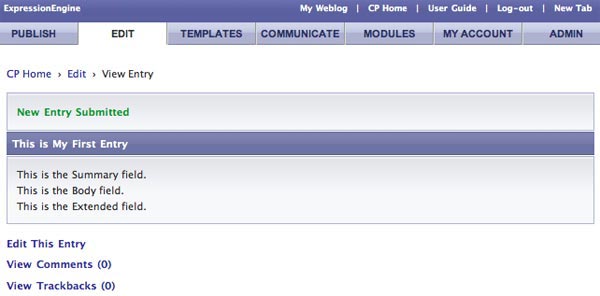 ExpressionEngine My Weblog | CP Home | User Guide | Log-out | New Tab
PUBLISH EDIT TEMPLATES COMMUNICATE MODULES MY ACCOUNT ADMIN
CP Home › Edit › View Entry
New Entry Submitted
This is My First Entry
This is the Summary field.
This is the Body field.
This is the Extended field.
Edit This Entry
View Comments (0)
View Trackbacks (0)